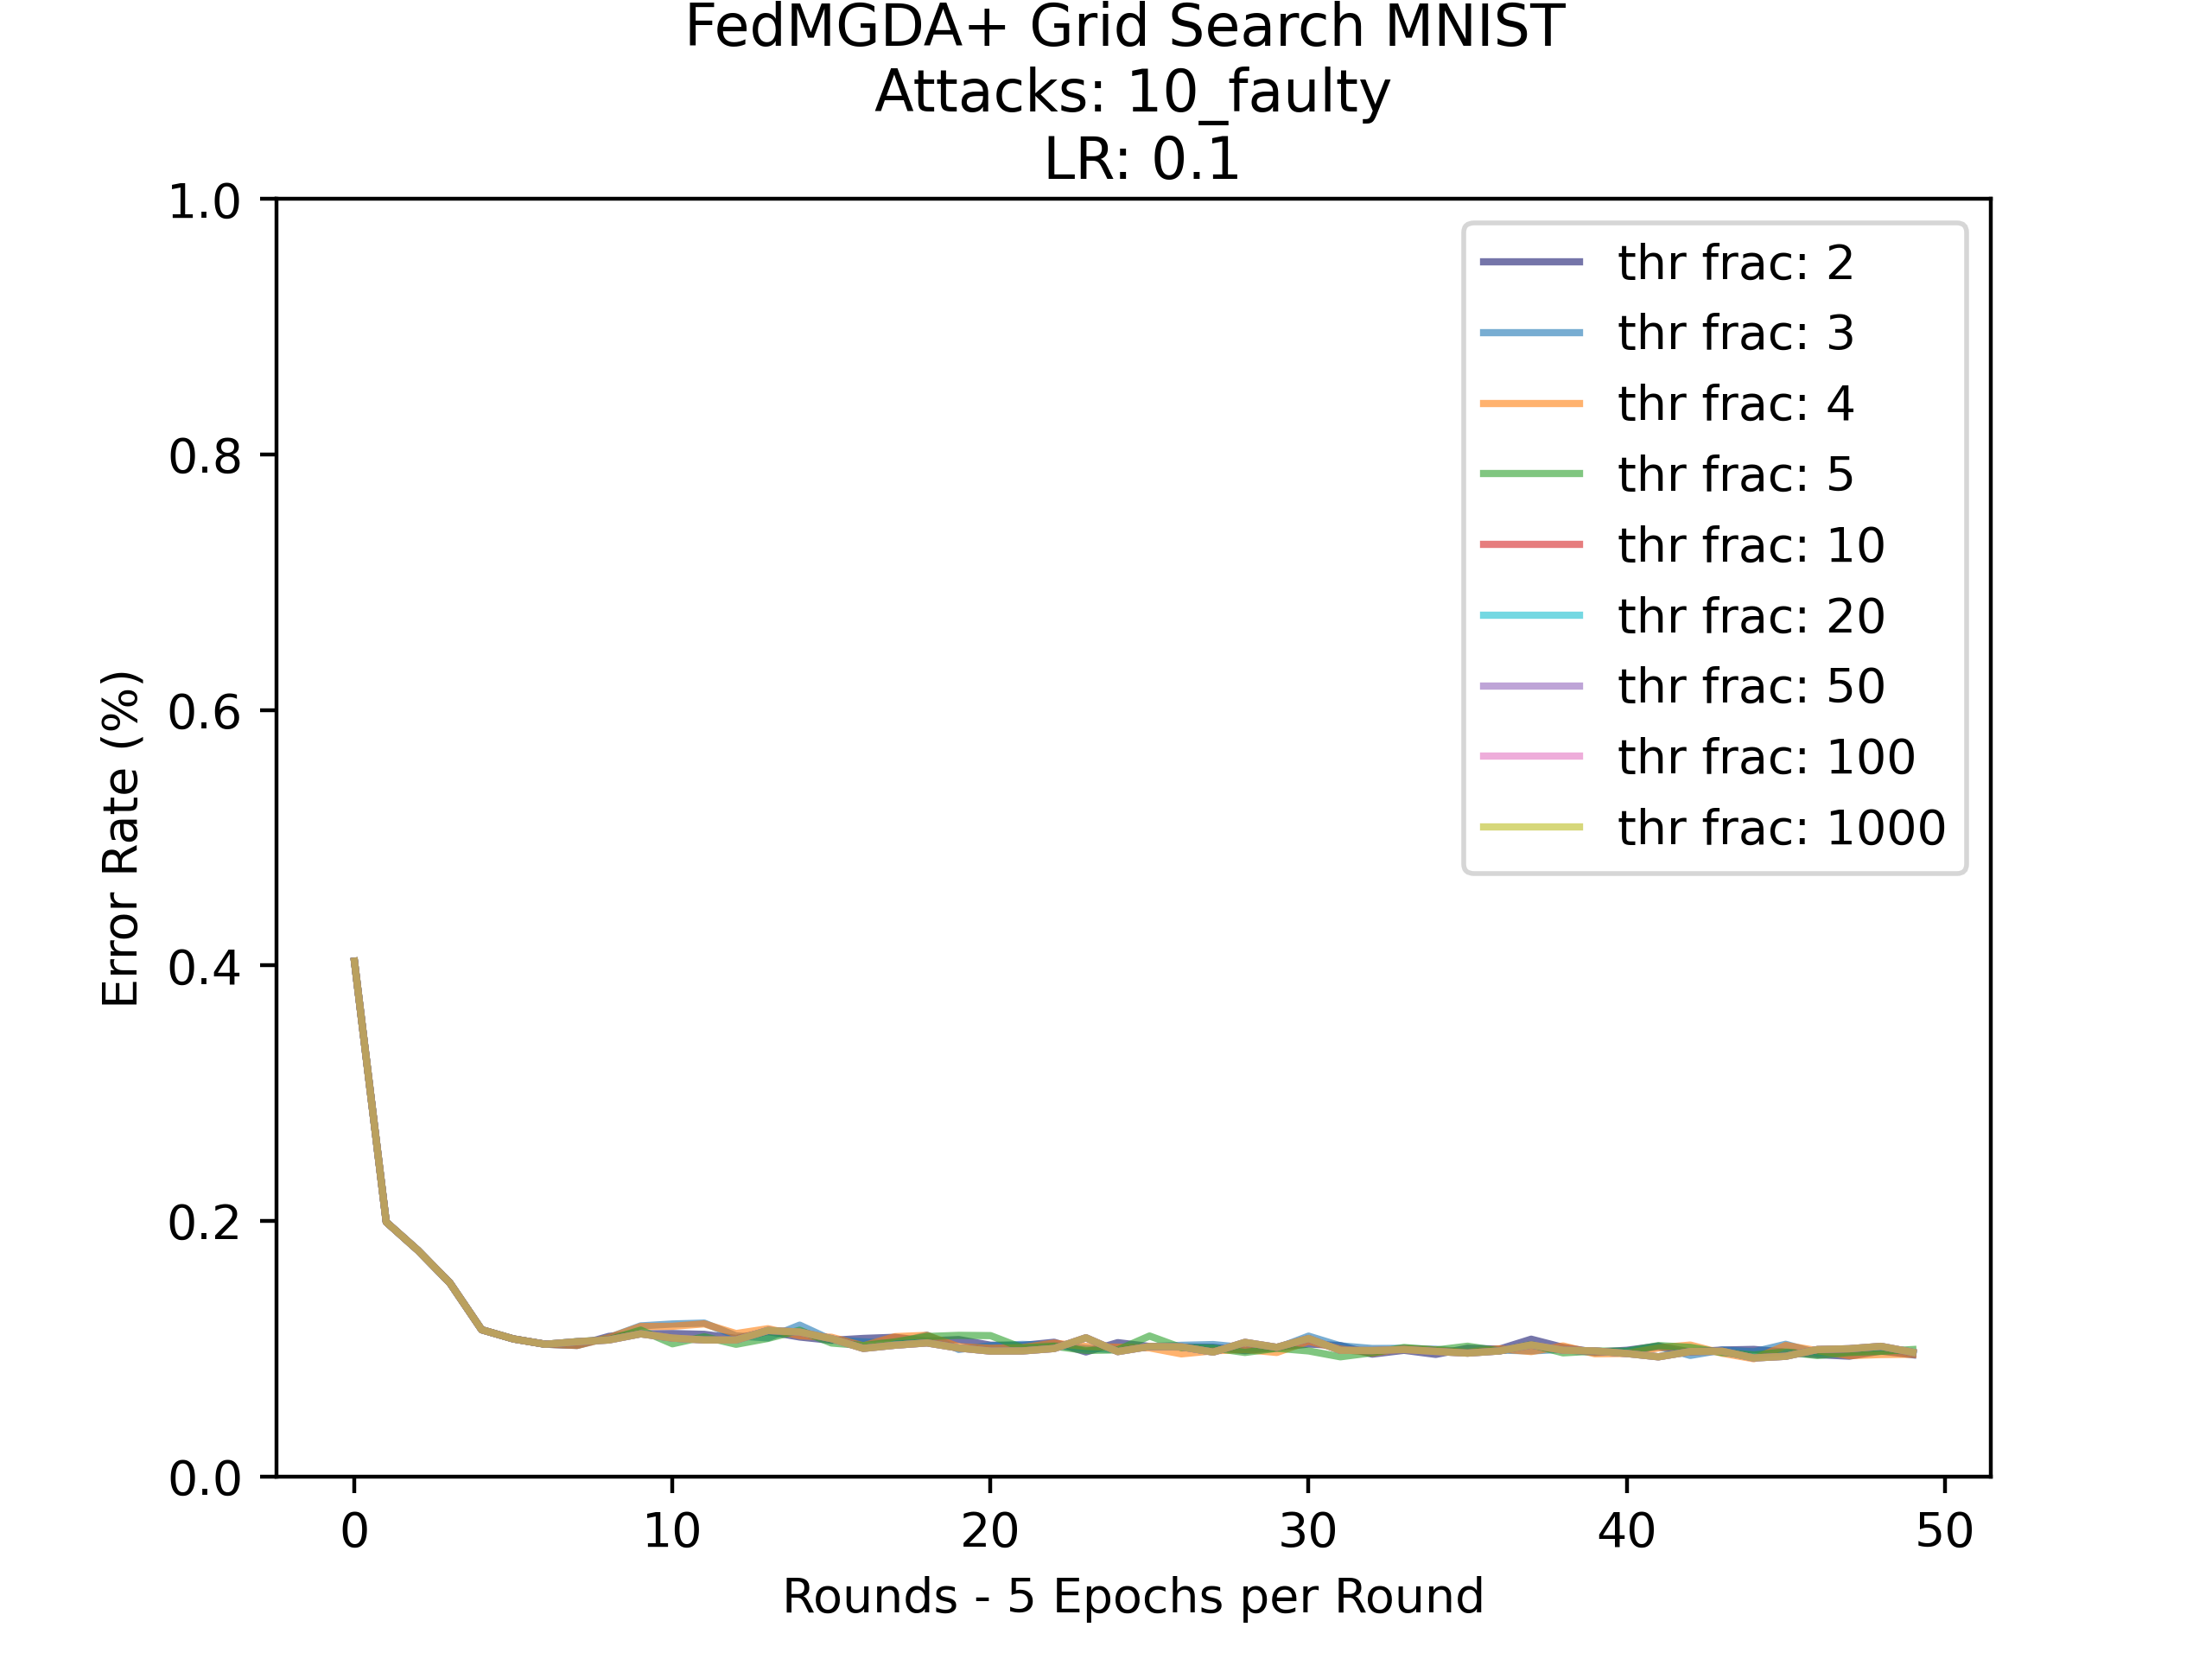 FedMGDA+ Grid Search MNIST
Attacks: 10_faulty
LR: 0.1
1.0
0.8
0.6
0.4
0.2
0.0
Error Rate (%)
thr frac: 2
thr frac: 3
thr frac: 4
thr frac: 5
thr frac: 10
thr frac: 20
thr frac: 50
thr frac: 100
thr frac: 1000
0 10 20 30 40 50
Rounds - 5 Epochs per Round